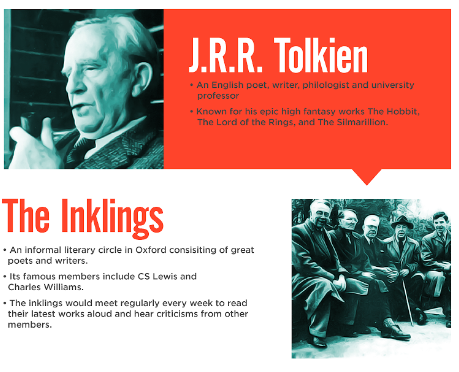 J.R.R. Tolkien
• An English poet, writer, philologist and university
professor
• Known for his epic high fantasy works The Hobbit,
The Lord of the Rings, and The Silmarillion.
The Inklings
• An informal literary circle in Oxford consisiting of great
poets and writers.
• Its famous members include CS Lewis and
Charles Williams.
• The Inklings would meet regularly every week to read
their latest works aloud and hear criticisms from other
members.